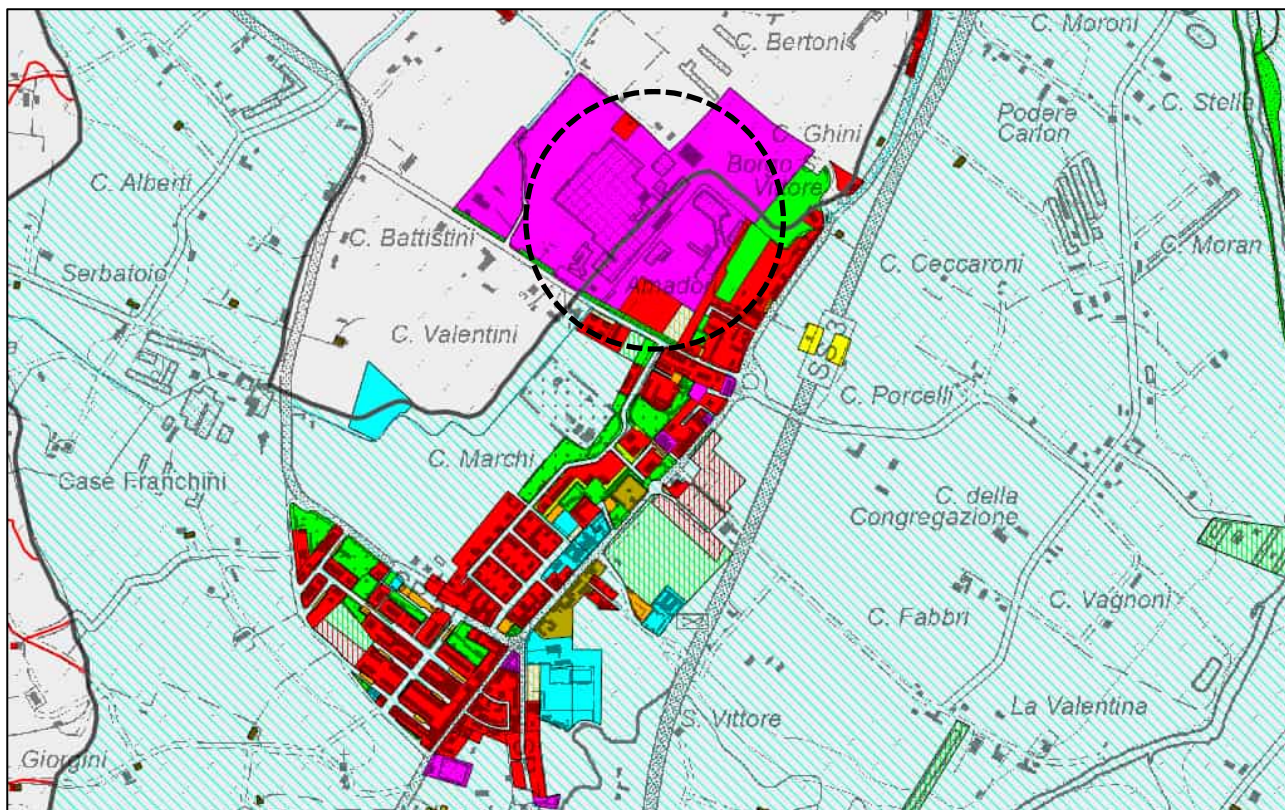 C. Moroni
C. Bertoni
C. Stella
Podere
Carlon
C. Ghini
Borgo
Vittore
C. Alberti
C. Battistini
C. Moran
Serbatoio
C. Ceccaroni
Amador
C. Valentini
C. Porcelli
C. Marchi
Case Franchini
C. della
Congregazione
C. Fabbri
C. Vagnoni
La Valentina
S. Vittore
Giorgini